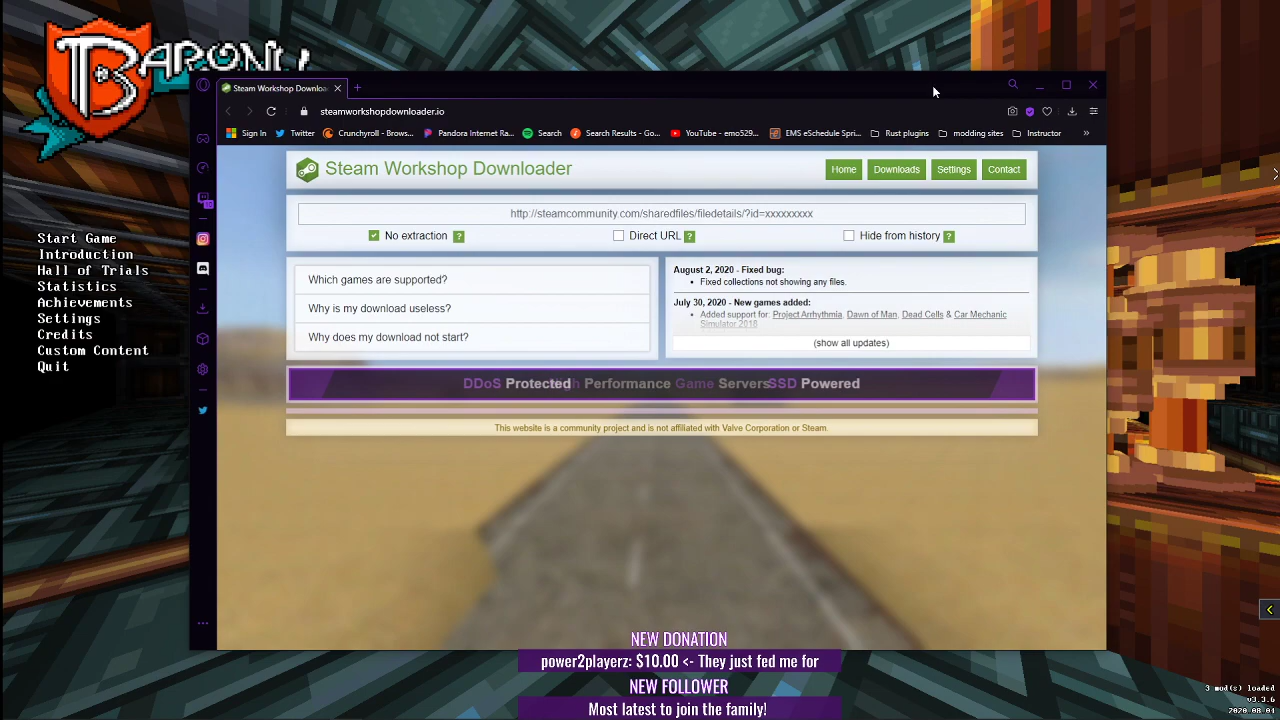 BARONY
Steam Workshop Downloa
steamworkshopdownloader.io
Sign In
Twitter
Crunchyroll - Brows...
Pandora Internet Ra...
Search
Search Results - Go...
YouTube - emo529...
EMS eSchedule Spri...
Rust plugins
modding sites
Instructor
»
Steam Workshop Downloader
Home
Downloads
Settings
Contact
http://steamcommunity.com/sharedfiles/filedetails/?id=xxxxxxxxx
No extraction ?
Direct URL ?
Hide from history ?
Which games are supported?
Why is my download useless?
Why does my download not start?
August 2, 2020 - Fixed bug:
• Fixed collections not showing any files.
July 30, 2020 - New games added:
• Added support for: Project Arrhythmia, Dawn of Man, Dead Cells & Car Mechanic
Simulator 2018
(show all updates)
DDoS Protected Performance Game Servers SSD Powered
This website is a community project and is not affiliated with Valve Corporation or Steam.
Start Game
Introduction
Hall of Trials
Statistics
Achievements
Settings
Credits
Custom Content
Quit
NEW DONATION
power2playerz: $10.00 <- They just fed me for
NEW FOLLOWER
Most latest to join the family!
3 mod(s) loaded
v3.3.6
2020-08-04